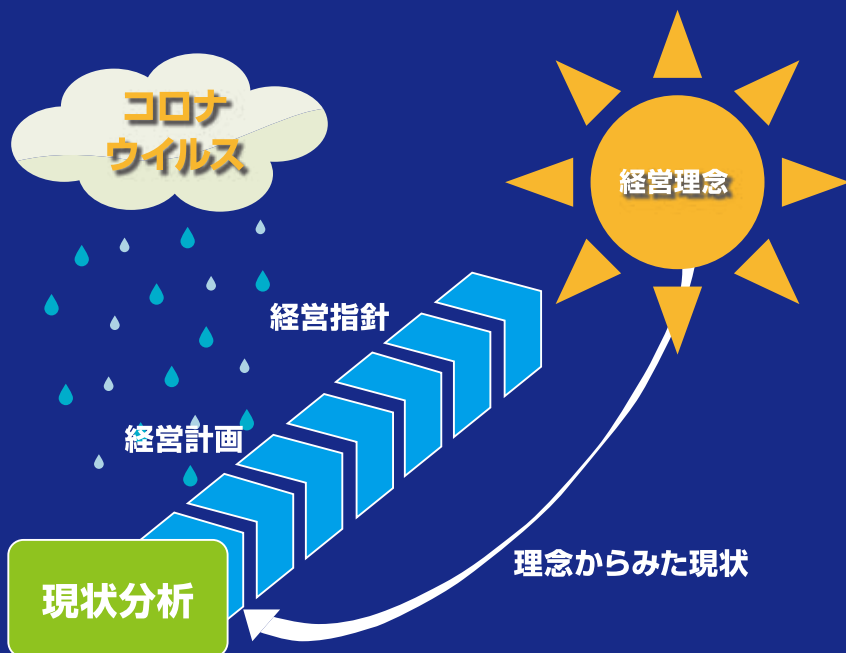 コロナ
ウイルス
経営理念
経営指針
経営計画
理念からみた現状
現状分析